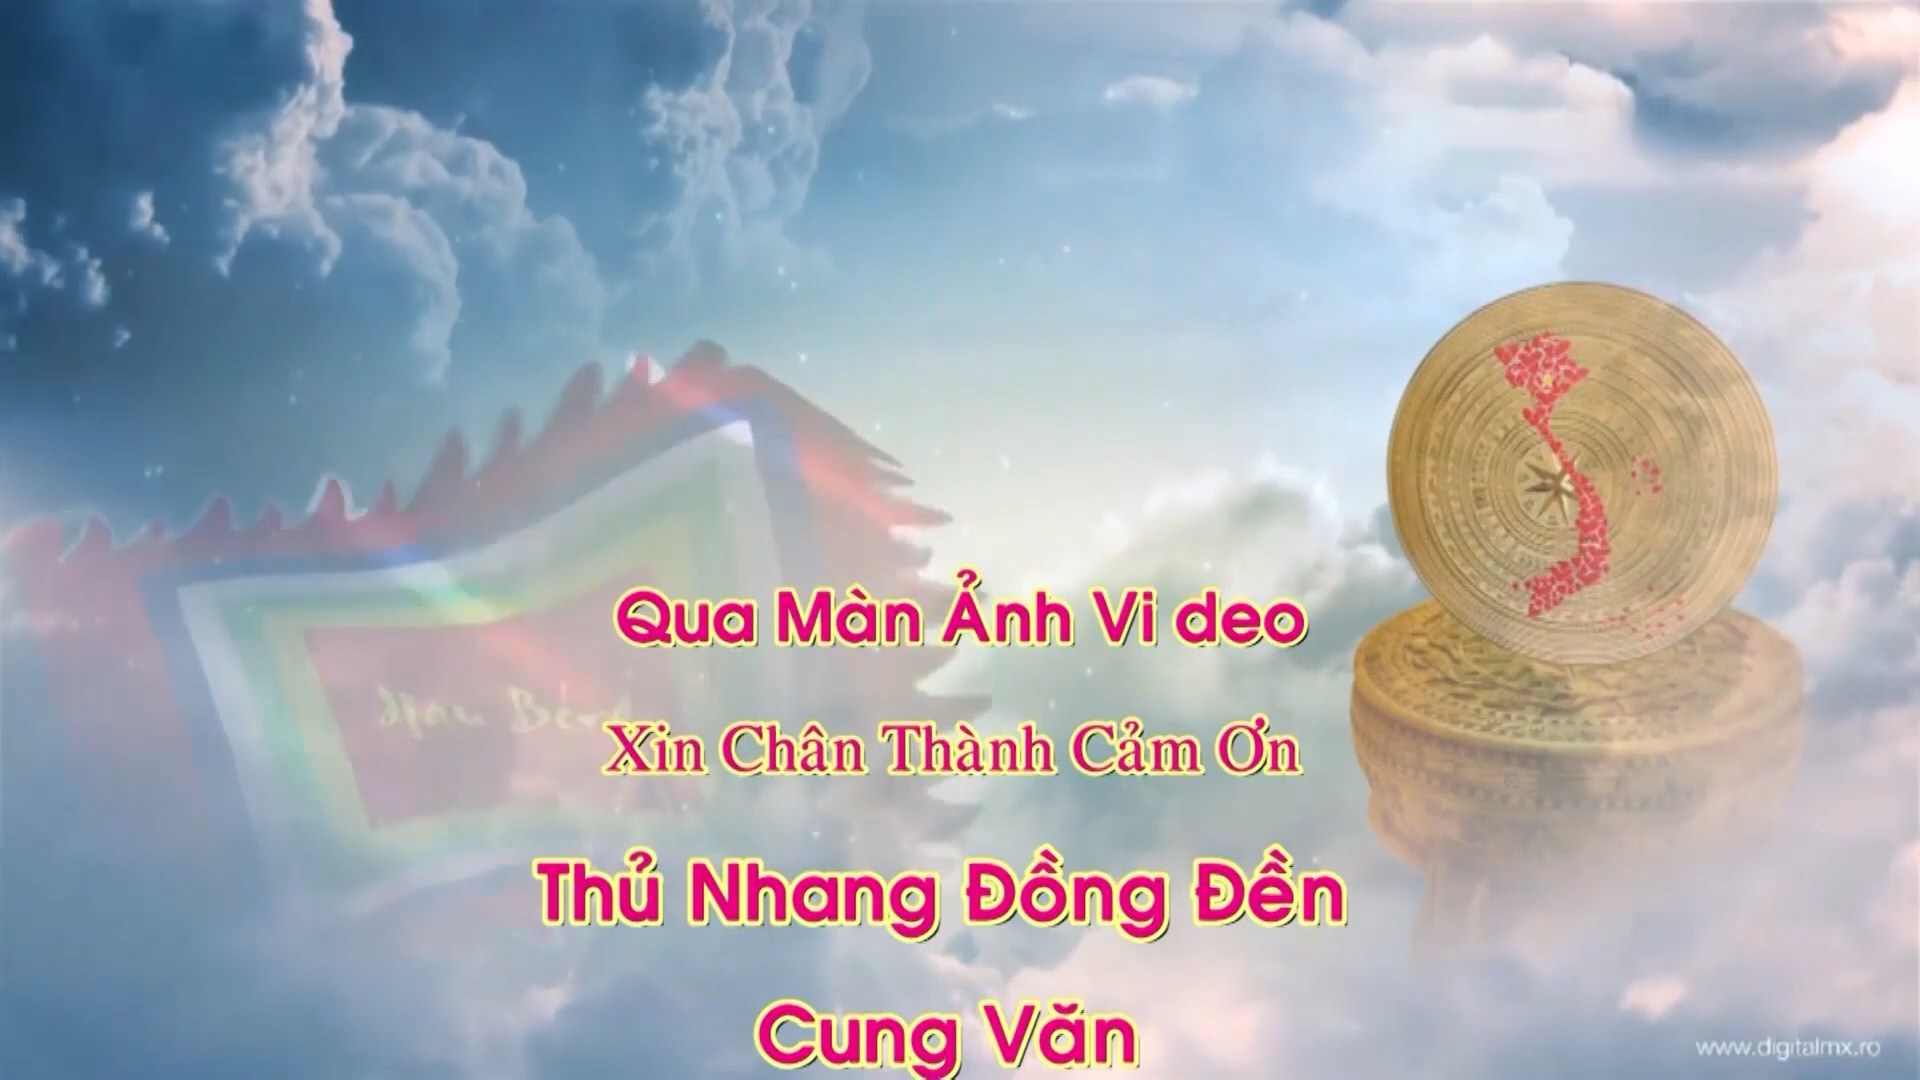 Qua Màn Ảnh Vi deo
Xin Chân Thành Cảm Ơn
Thủ Nhang Đồng Đền
Cung Văn
www.digitalmx.ro